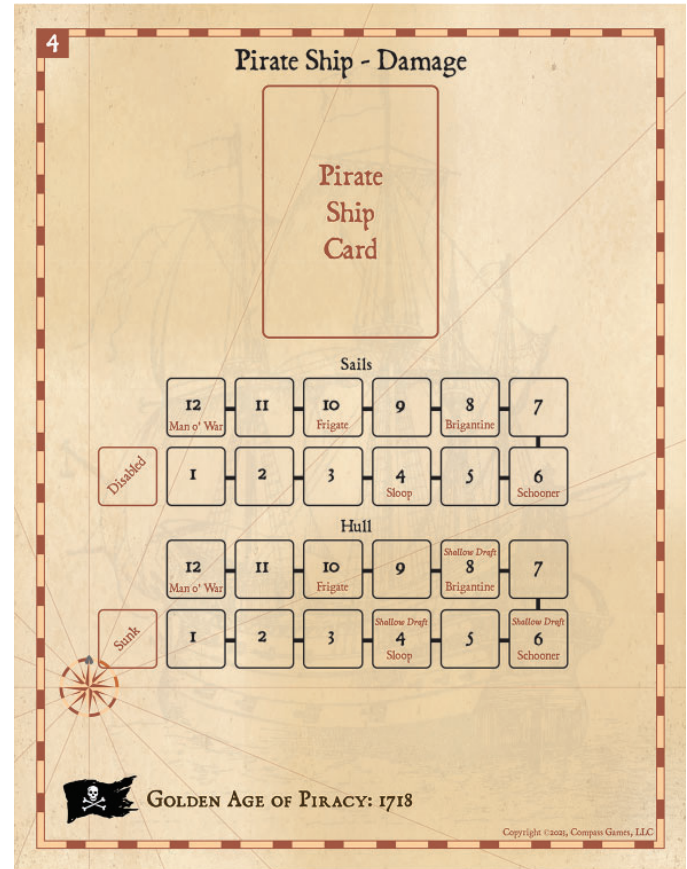 4
Pirate Ship - Damage
Pirate
Ship
Card
Sails
12 11 10 9 8 7
Man o' War Frigate Brigantine
Disabled 1 2 3 4 5 6
Sloop Schooner
Hull
Shallow Draft
12 11 10 9 8 7
Man o' War Frigate Brigantine
Shallow Draft Shallow Draft
Sunk 1 2 3 4 5 6
Sloop Schooner
Golden Age of Piracy: 1718
Copyright ©2021, Compass Games, LLC